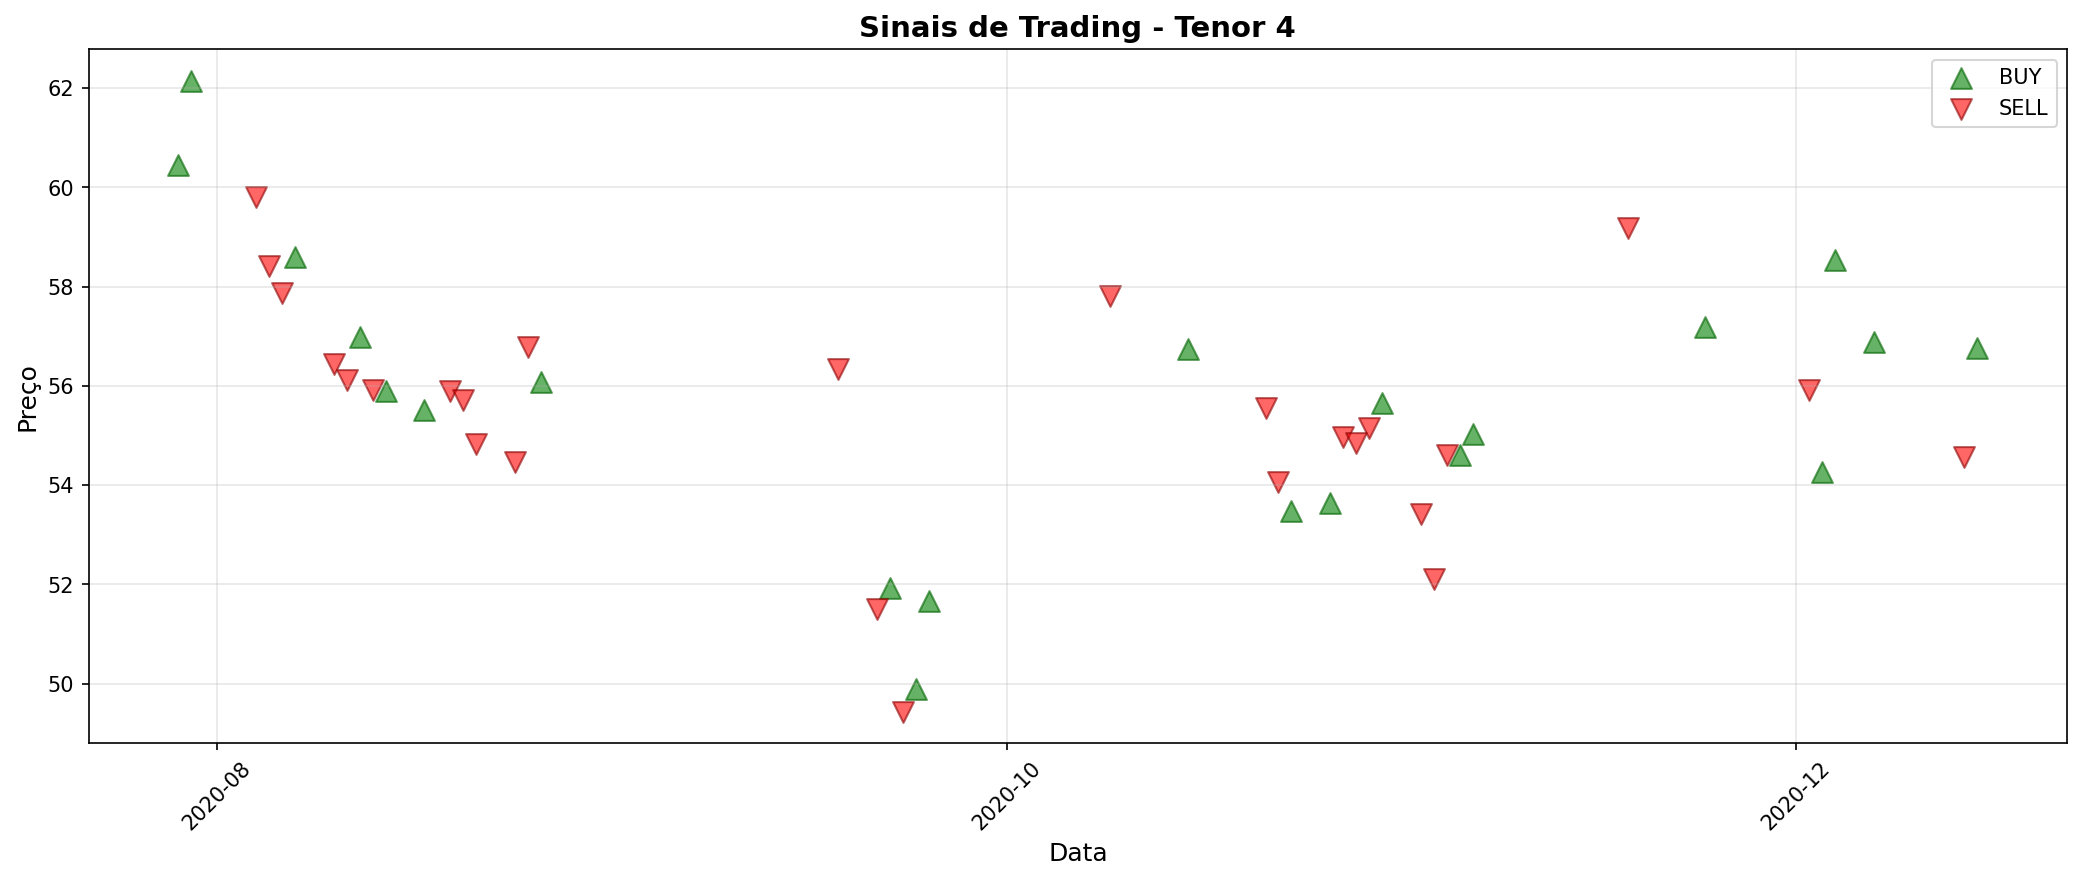 Sinais de Trading - Tenor 4
BUY
SELL
62
60
58
56
54
52
50
Preço
2020-08
2020-10
2020-12
Data